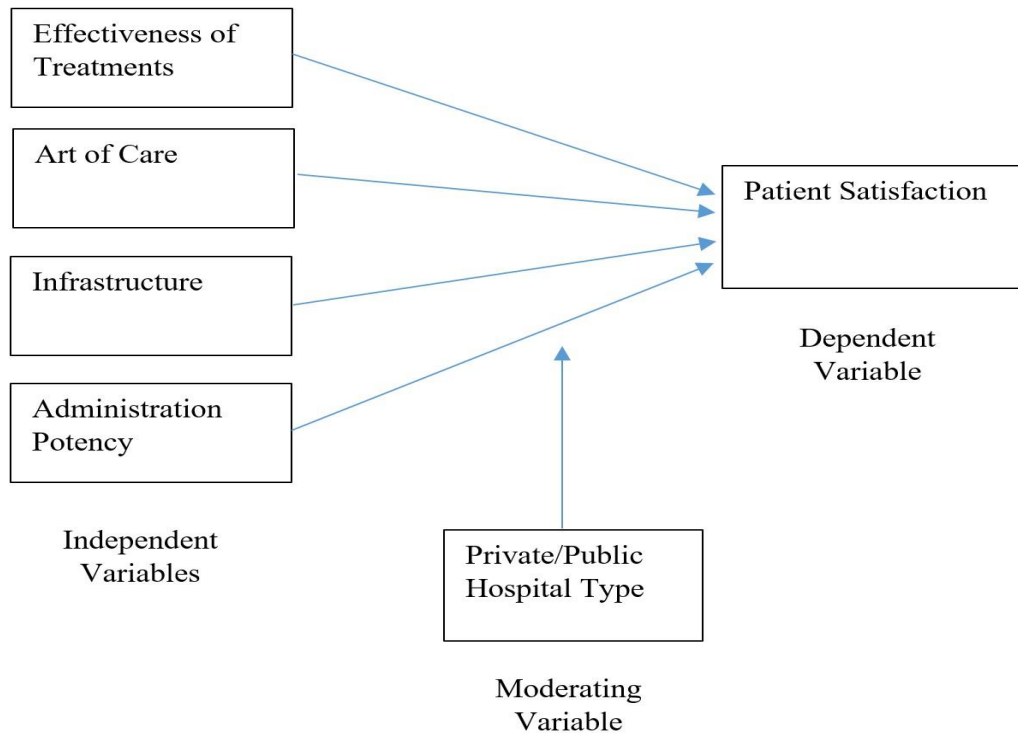 Effectiveness of
Treatments
Art of Care
Patient Satisfaction
Infrastructure
Dependent
Variable
Administration
Potency
Independent
Variables
Private/Public
Hospital Type
Moderating
Variable